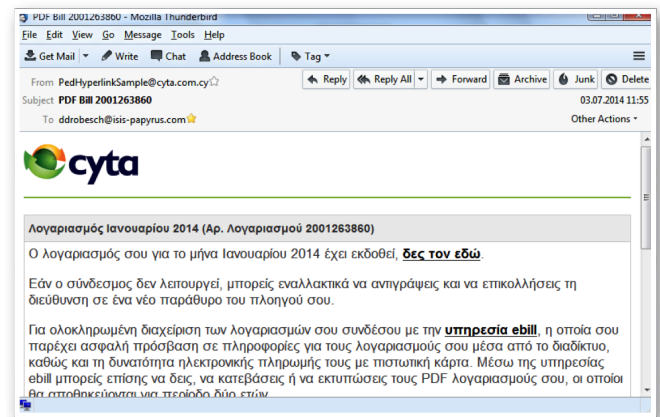 PDF Bill 2001263860 - Mozilla Thunderbird
File Edit View Go Message Tools Help
Get Mail Write Chat Address Book Tag
From PedHyperlinkSample@cyta.com.cy Reply Reply All Forward Archive Junk Delete
Subject PDF Bill 2001263860 03.07.2014 11:55
To ddrobesch@isis-papyrus.com Other Actions
cyta
Λογαριασμός Ιανουαρίου 2014 (Αρ. Λογαριασμού 2001263860)
Ο λογαριασμός σου για το μήνα Ιανουαρίου 2014 έχει εκδοθεί, δες τον εδώ.
Εάν ο σύνδεσμος δεν λειτουργεί, μπορείς εναλλακτικά να αντιγράψεις και να επικολλήσεις τη
διεύθυνση σε ένα νέο παράθυρο του πλοηγού σου.
Για ολοκληρωμένη διαχείριση των λογαριασμών σου συνδέσου με την υπηρεσία ebill, η οποία σου
παρέχει ασφαλή πρόσβαση σε πληροφορίες για τους λογαριασμούς σου μέσα από το διαδίκτυο,
καθώς και τη δυνατότητα ηλεκτρονικής πληρωμής τους με πιστωτική κάρτα. Μέσω της υπηρεσίας
ebill μπορείς επίσης να δεις, να κατεβάσεις ή να εκτυπώσεις τους PDF λογαριασμούς σου, οι οποίοι
θα αποθηκεύονται για περίοδο δύο ετών.